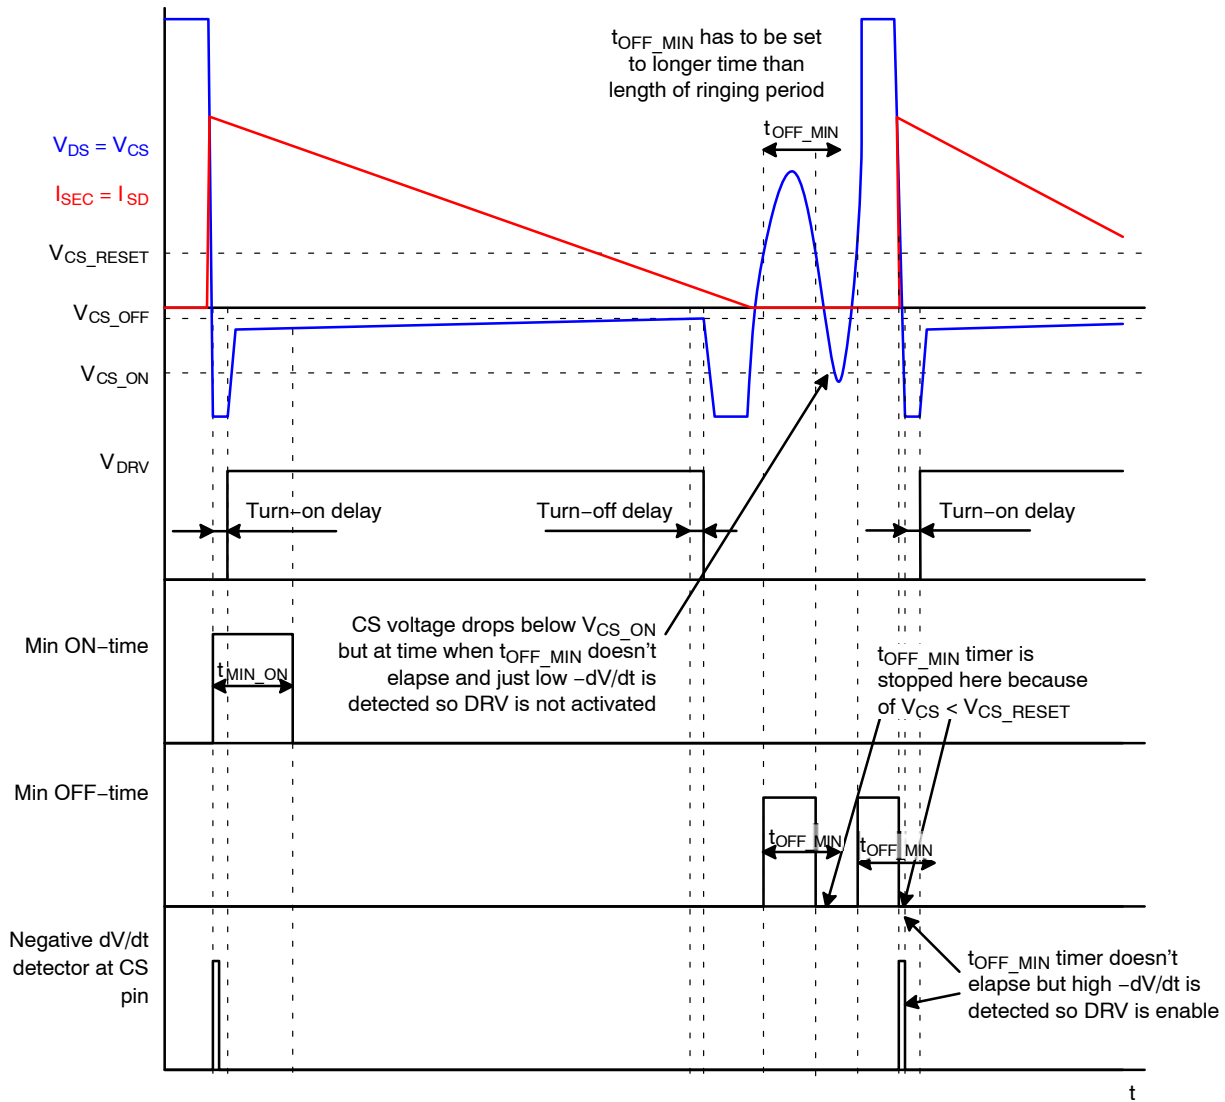 tOFF_MIN has to be set
to longer time than
length of ringing period
tOFF_MIN
VDS = VCS
ISEC = ISD
VCS_RESET
VCS_OFF
VCS_ON
VDRV
Turn−on delay
Turn−off delay
Turn−on delay
CS voltage drops below VCS_ON
but at time when tOFF_MIN doesn't
elapse and just low -dV/dt is
detected so DRV is not activated
Min ON−time
tMIN_ON
tOFF_MIN timer is
stopped here because
of VCS < VCS_RESET
Min OFF−time
tOFF_MIN
tOFF_MIN
Negative dV/dt
detector at CS
pin
tOFF_MIN timer doesn't
elapse but high −dV/dt is
detected so DRV is enable
t